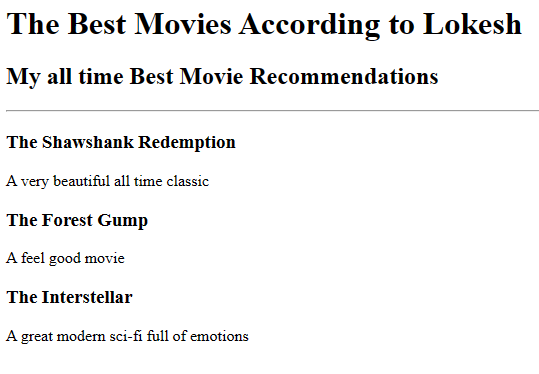 The Best Movies According to Lokesh
My all time Best Movie Recommendations
The Shawshank Redemption
A very beautiful all time classic
The Forest Gump
A feel good movie
The Interstellar
A great modern sci-fi full of emotions